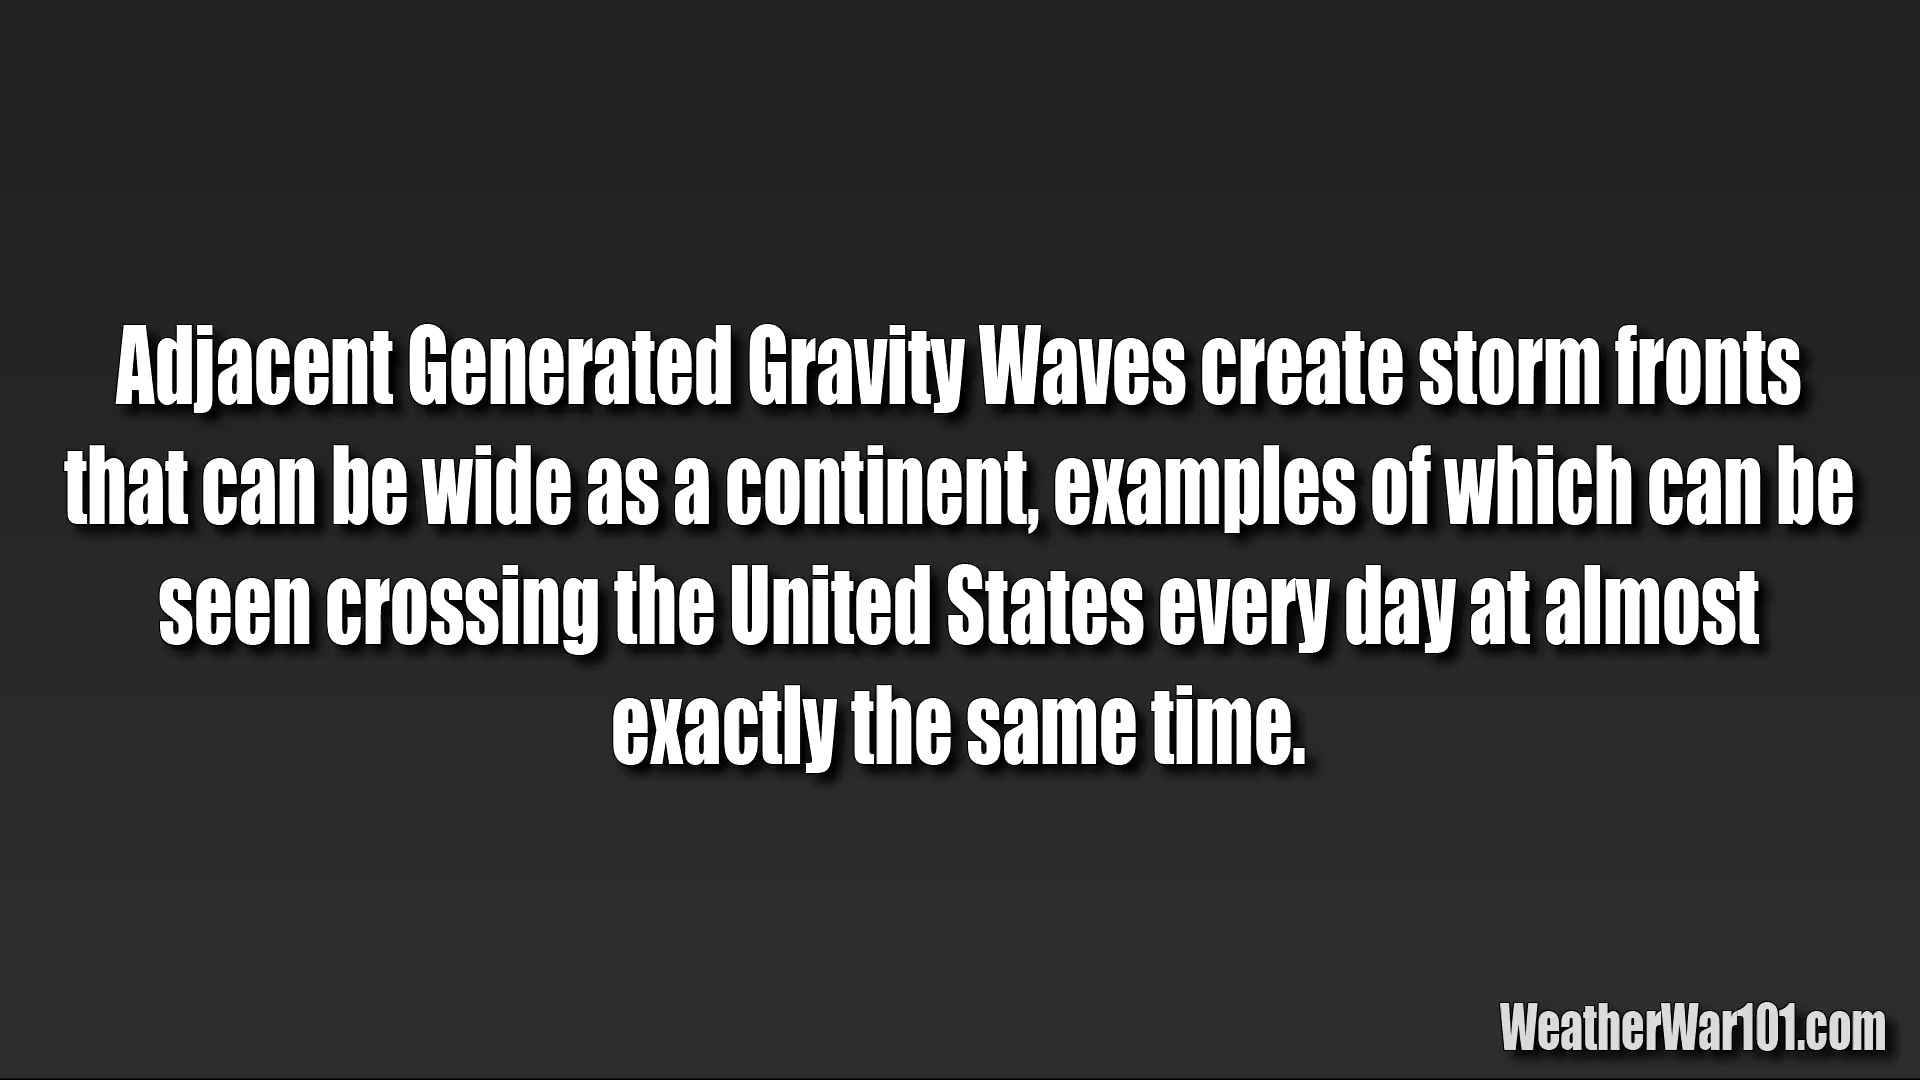 Adjacent Generated Gravity Waves create storm fronts
that can be wide as a continent, examples of which can be
seen crossing the United States every day at almost
exactly the same time.
WeatherWar101.com